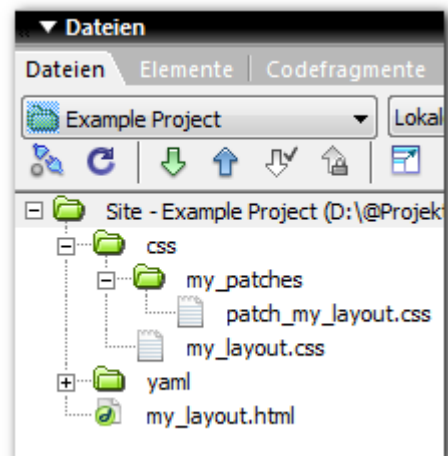 Dateien
Dateien Elemente Codefragmente
Example Project Lokal
Site - Example Project (D:\@Projek
css
my_patches
patch_my_layout.css
my_layout.css
yaml
my_layout.html